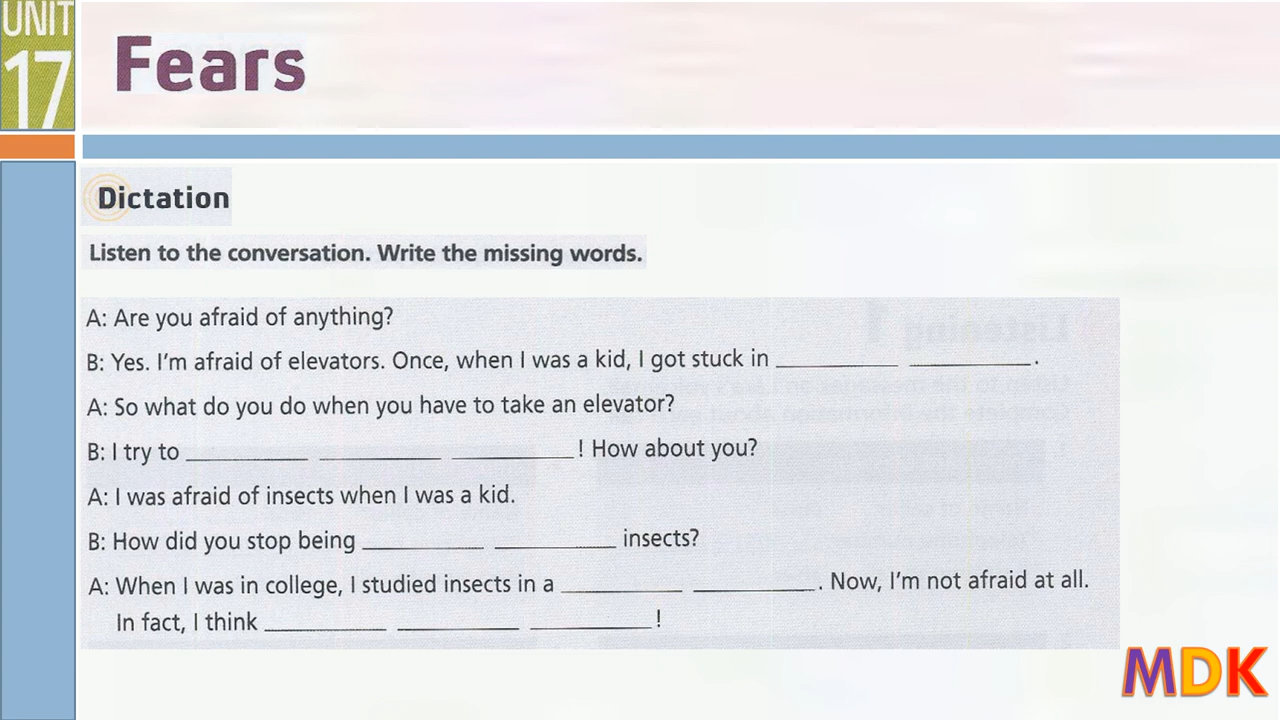 UNIT
17
Fears
Dictation
Listen to the conversation. Write the missing words.
A: Are you afraid of anything?
B: Yes. I'm afraid of elevators. Once, when I was a kid, I got stuck in __________ __________.
A: So what do you do when you have to take an elevator?
B: I try to __________ __________ __________! How about you?
A: I was afraid of insects when I was a kid.
B: How did you stop being __________ __________ insects?
A: When I was in college, I studied insects in a __________ __________. Now, I'm not afraid at all.
In fact, I think __________ __________ __________!
MDK